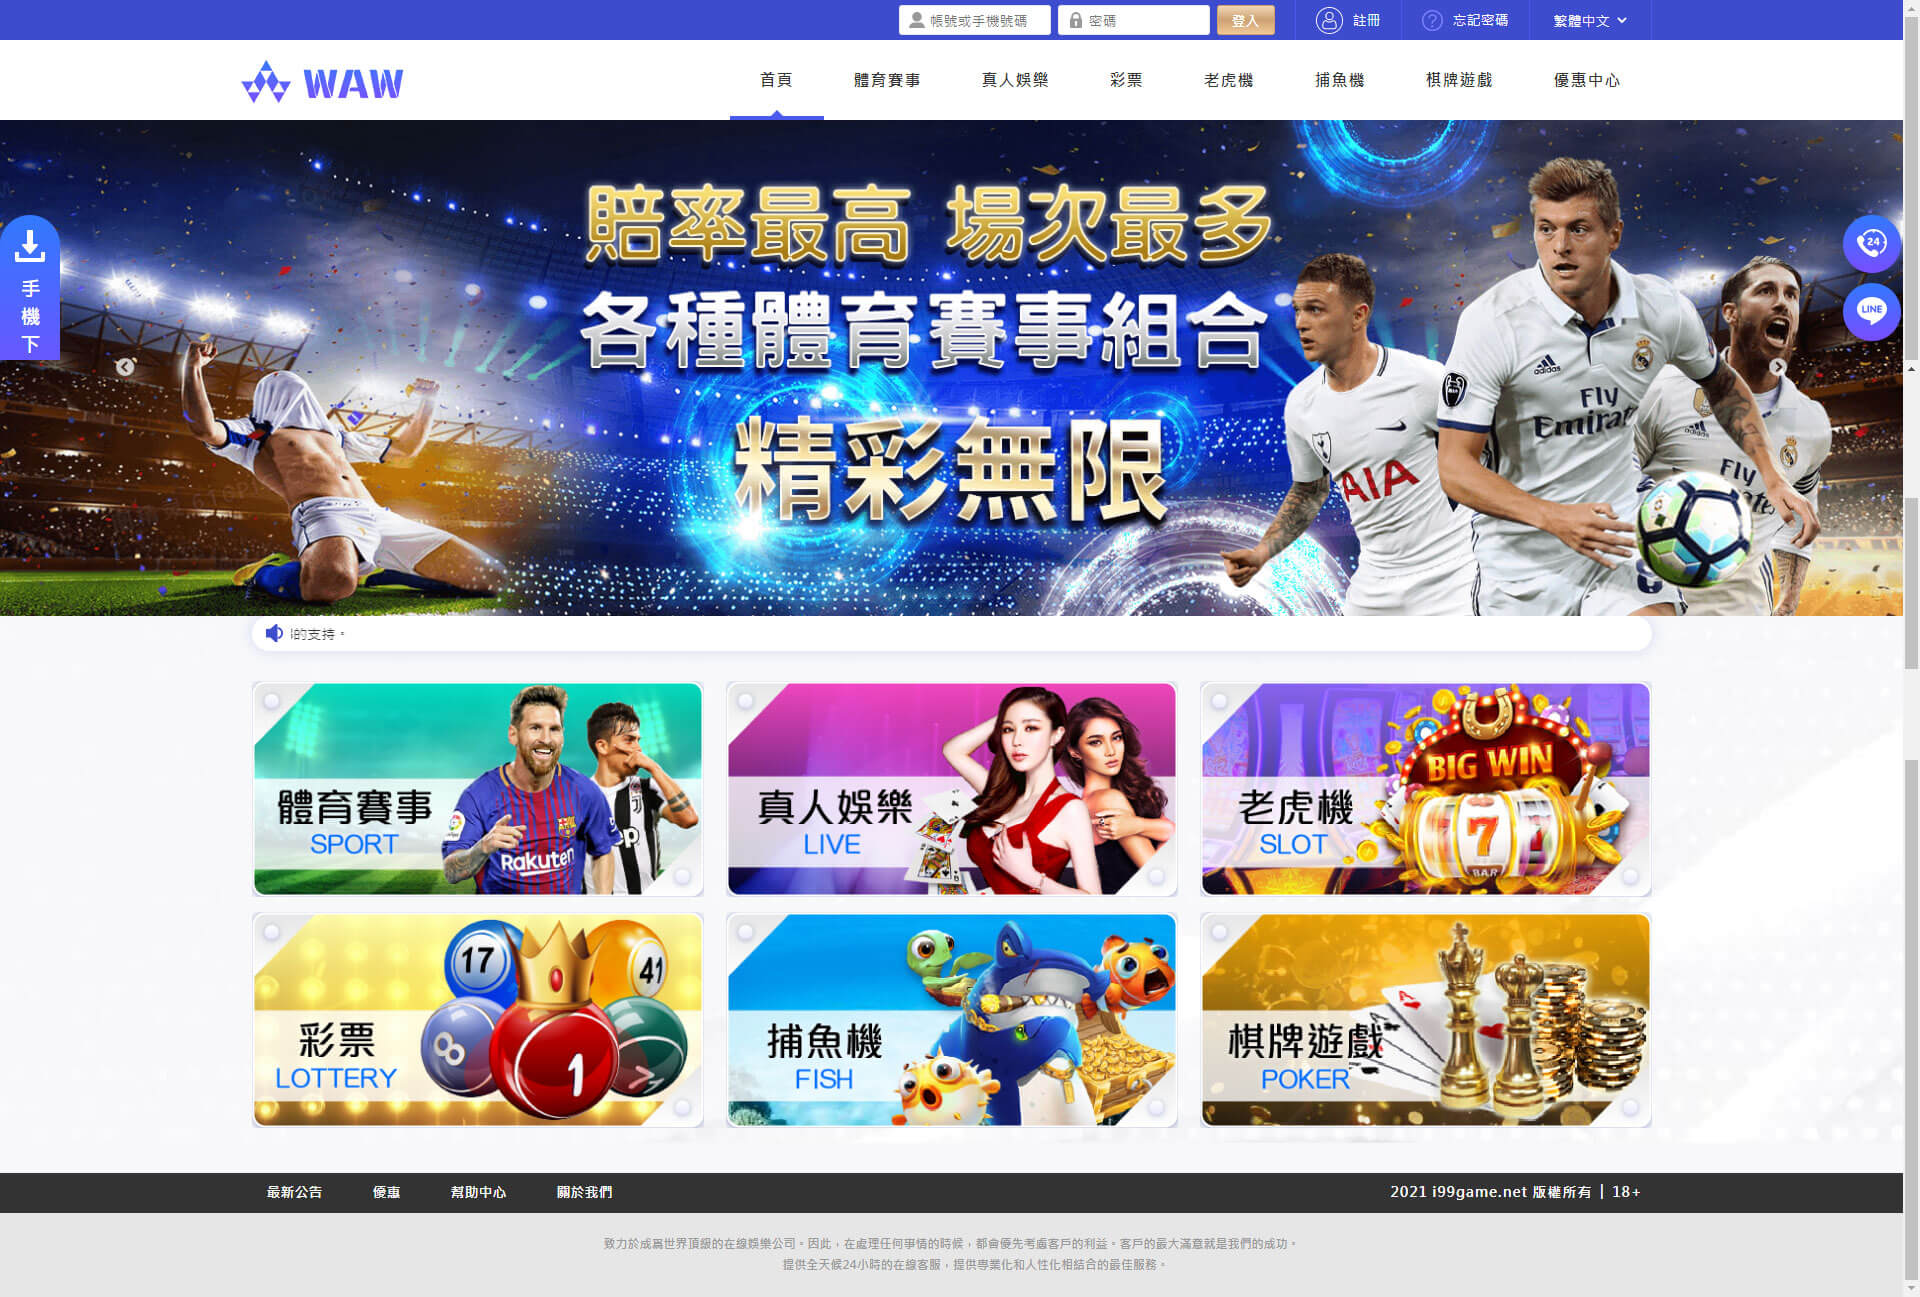 帳號或手機號碼 密碼 登入 註冊 忘記密碼 繁體中文
WAW 首頁 體育賽事 真人娛樂 彩票 老虎機 捕魚機 棋牌遊戲 優惠中心
賠率最高 場次最多
各種體育賽事組合
精彩無限
手
機
下
24
LINE
adidas
Fly
Emirat
AIA
adidas
Fly
的支持。
體育賽事
SPORT
Rakuten
真人娛樂
LIVE
BIG WIN
老虎機
SLOT
7
BAR
17
41
8
1
彩票
LOTTERY
捕魚機
FISH
棋牌遊戲
POKER
最新公告 優惠 幫助中心 關於我們 2021 i99game.net 版權所有 | 18+
致力於成為世界頂級的在線娛樂公司。因此，在處理任何事情的時候，都會優先考慮客戶的利益。客戶的最大滿意就是我們的成功。
提供全天候24小時的在線客服，提供專業化和人性化相結合的最佳服務。